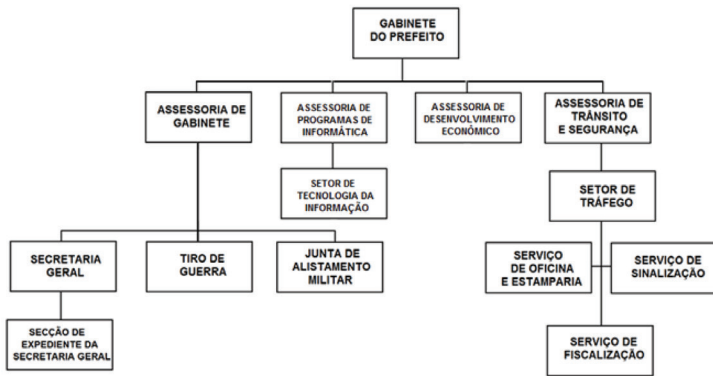 GABINETE
DO PREFEITO
ASSESSORIA DE
GABINETE
ASSESSORIA DE
PROGRAMAS DE
INFORMÁTICA
ASSESSORIA DE
DESENVOLVIMENTO
ECONÔMICO
ASSESSORIA DE
TRÂNSITO
E SEGURANÇA
SETOR DE
TECNOLOGIA DA
INFORMAÇÃO
SETOR DE
TRÁFEGO
SECRETARIA
GERAL
TIRO DE
GUERRA
JUNTA DE
ALISTAMENTO
MILITAR
SERVIÇO
DE OFICINA
E ESTAMPARIA
SERVIÇO DE
SINALIZAÇÃO
SECÇÃO DE
EXPEDIENTE DA
SECRETARIA GERAL
SERVIÇO DE
FISCALIZAÇÃO